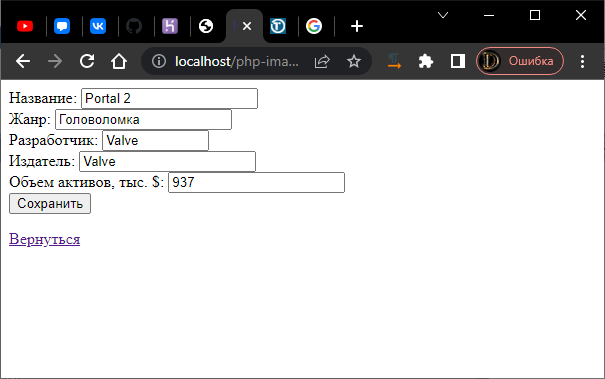 localhost/php-ima...
Ошибка
Название: Portal 2
Жанр: Головоломка
Разработчик: Valve
Издатель: Valve
Объем активов, тыс. $: 937
Сохранить
Вернуться